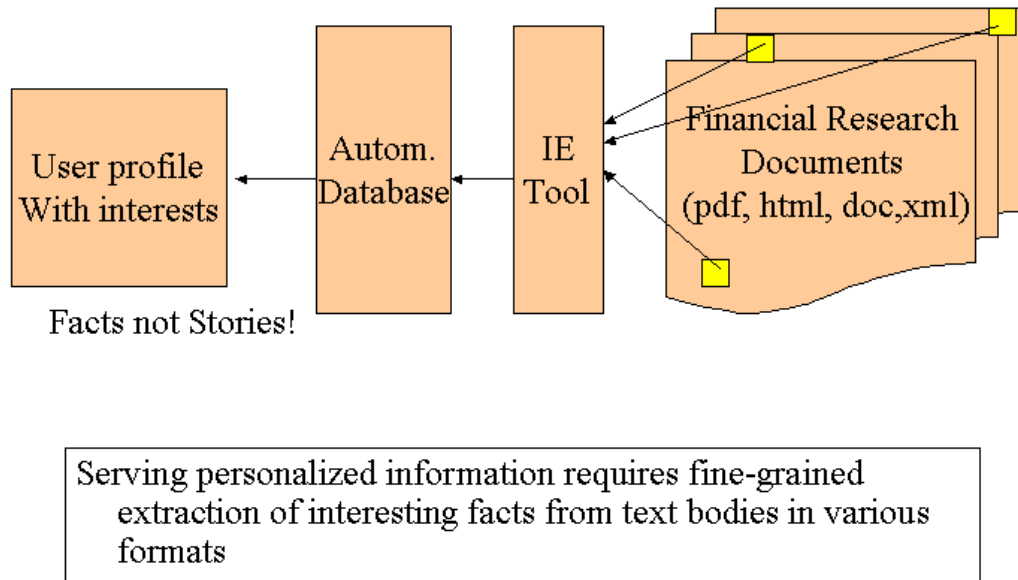 User profile
With interests
Autom.
Database
IE
Tool
Financial Research
Documents
(pdf, html, doc,xml)
Facts not Stories!
Serving personalized information requires fine-grained
extraction of interesting facts from text bodies in various
formats